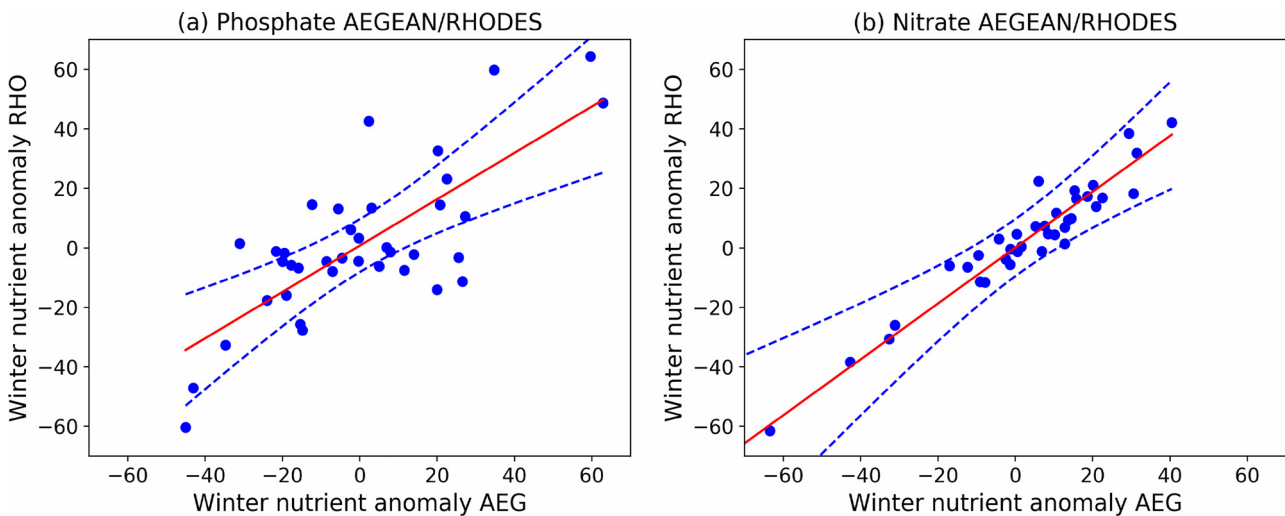 (a) Phosphate AEGEAN/RHODES
60
40
20
0
−20
−40
−60
Winter nutrient anomaly RHO
−60 −40 −20 0 20 40 60
Winter nutrient anomaly AEG
(b) Nitrate AEGEAN/RHODES
60
40
20
0
−20
−40
−60
Winter nutrient anomaly RHO
−60 −40 −20 0 20 40 60
Winter nutrient anomaly AEG